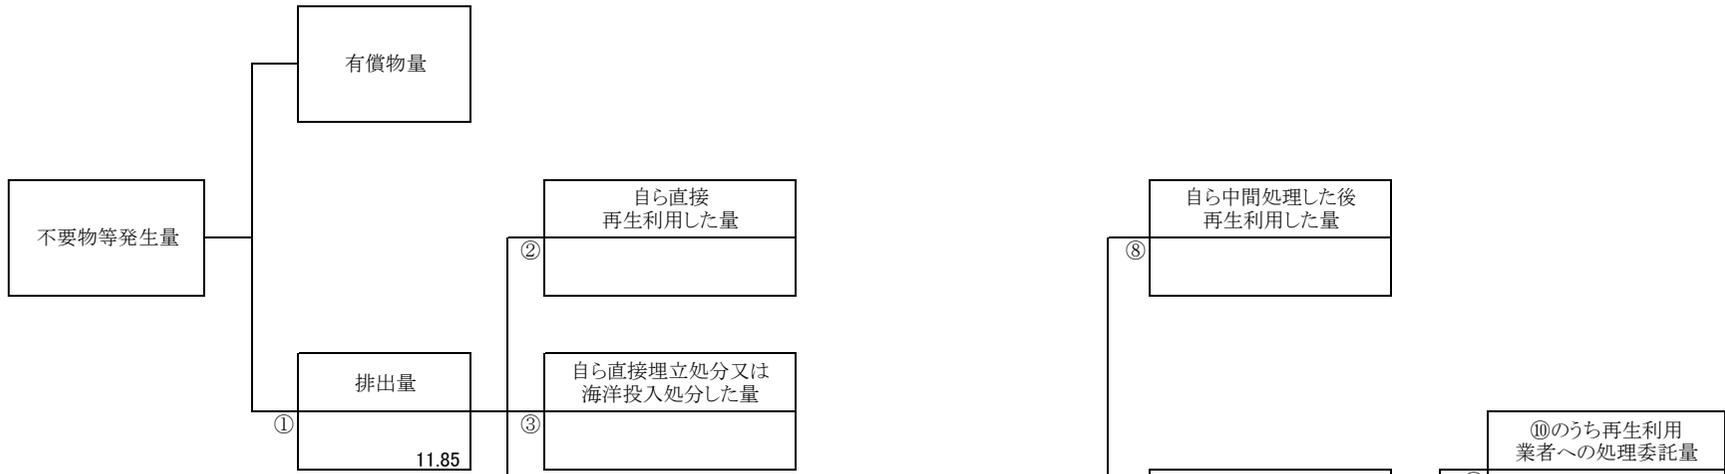 有償物量
不要物等発生量
自ら直接
再生利用した量
②
自ら中間処理した後
再生利用した量
⑧
排出量
①
11.85
自ら直接埋立処分又は
海洋投入処分した量
③
⑩のうち再生利用
業者への処理委託量